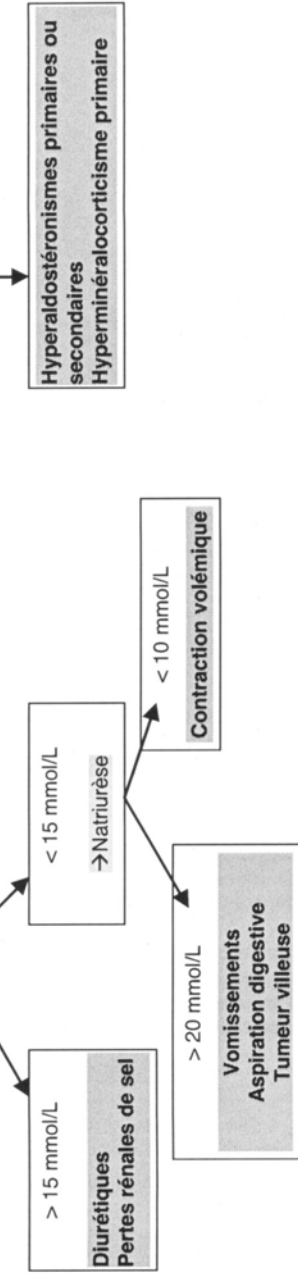 > 15 mmol/L
Diurétiques
Pertes rénales de sel
< 15 mmol/L
→Natriurèse
Hyperaldostéronismes primaires ou
secondaires
Hyperminéralocorticisme primaire
> 20 mmol/L
Vomissements
Aspiration digestive
Tumeur villeuse
< 10 mmol/L
Contraction volémique